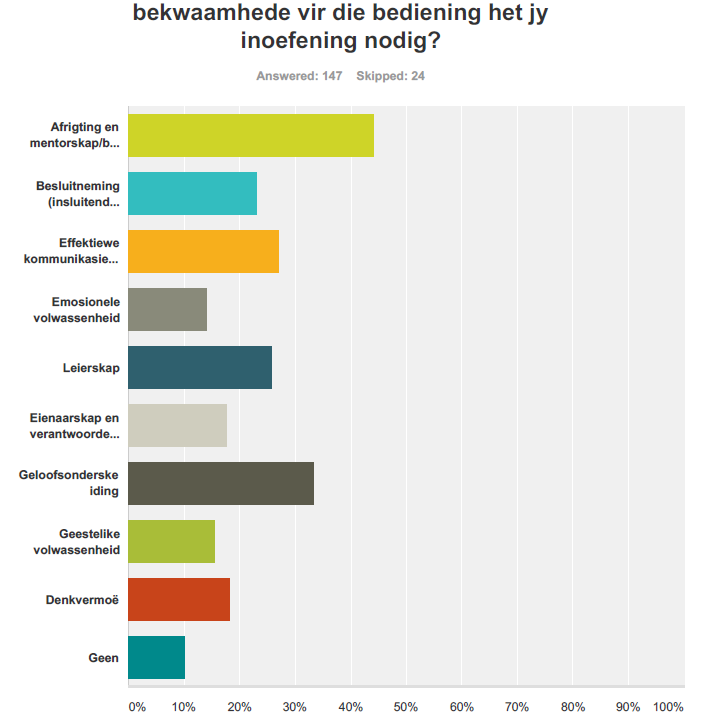 bekwaamhede vir die bediening het jy
inoefening nodig?
Answered: 147 Skipped: 24
Afrigting en
mentorskap/b...
Besluitneming
(insluitend...
Effektiewe
kommunikasie...
Emosionele
volwassenheid
Leierskap
Eienaarskap en
verantwoorde...
Geloofsonderske
iding
Geestelike
volwassenheid
Denkvermoë
Geen
0% 10% 20% 30% 40% 50% 60% 70% 80% 90% 100%